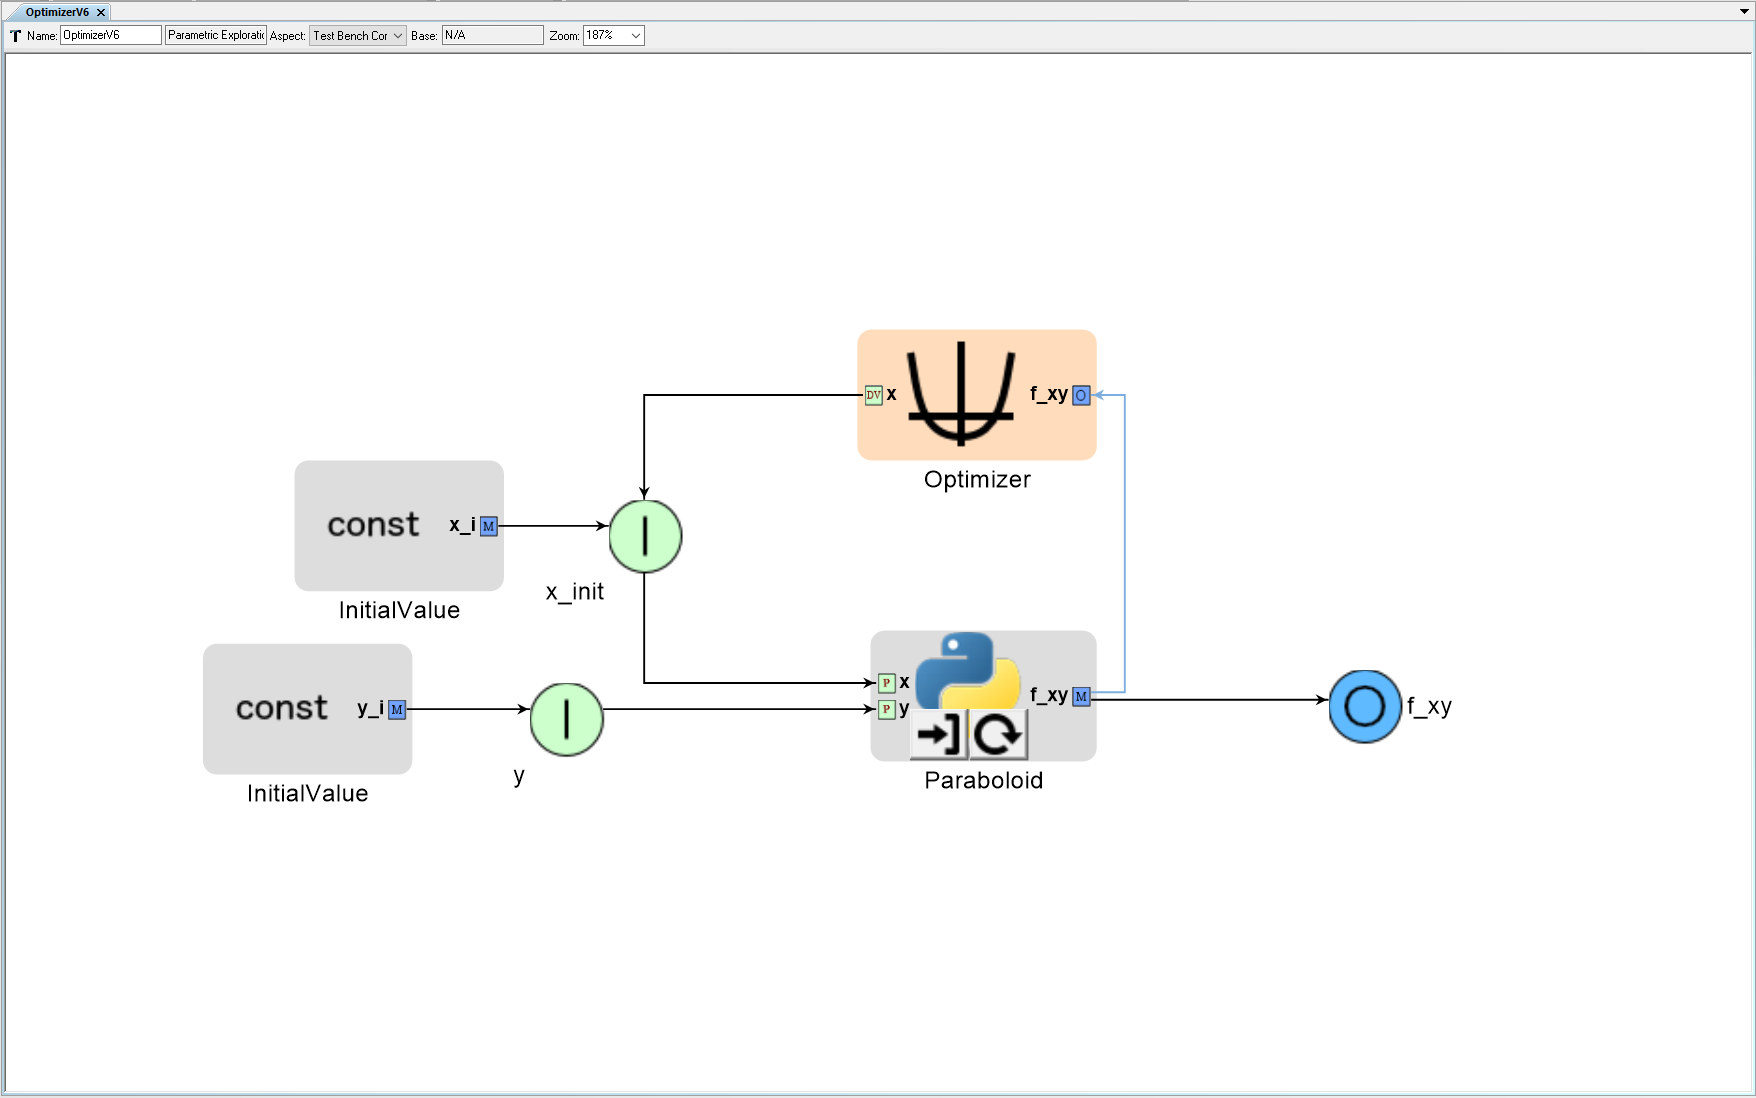 OptimizerV6
Name: OptimizerV6 Parametric Exploratic Aspect: Test Bench Cor Base: N/A Zoom: 187%
DV x f_xy O
Optimizer
const x_i M
x_init
InitialValue
const y_i M
y
InitialValue
P x
P y
f_xy M
Paraboloid
O f_xy